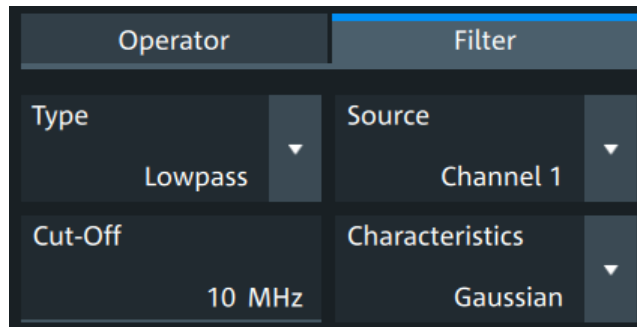 Operator
Filter
Type
Lowpass
Source
Channel 1
Cut-Off
10 MHz
Characteristics
Gaussian